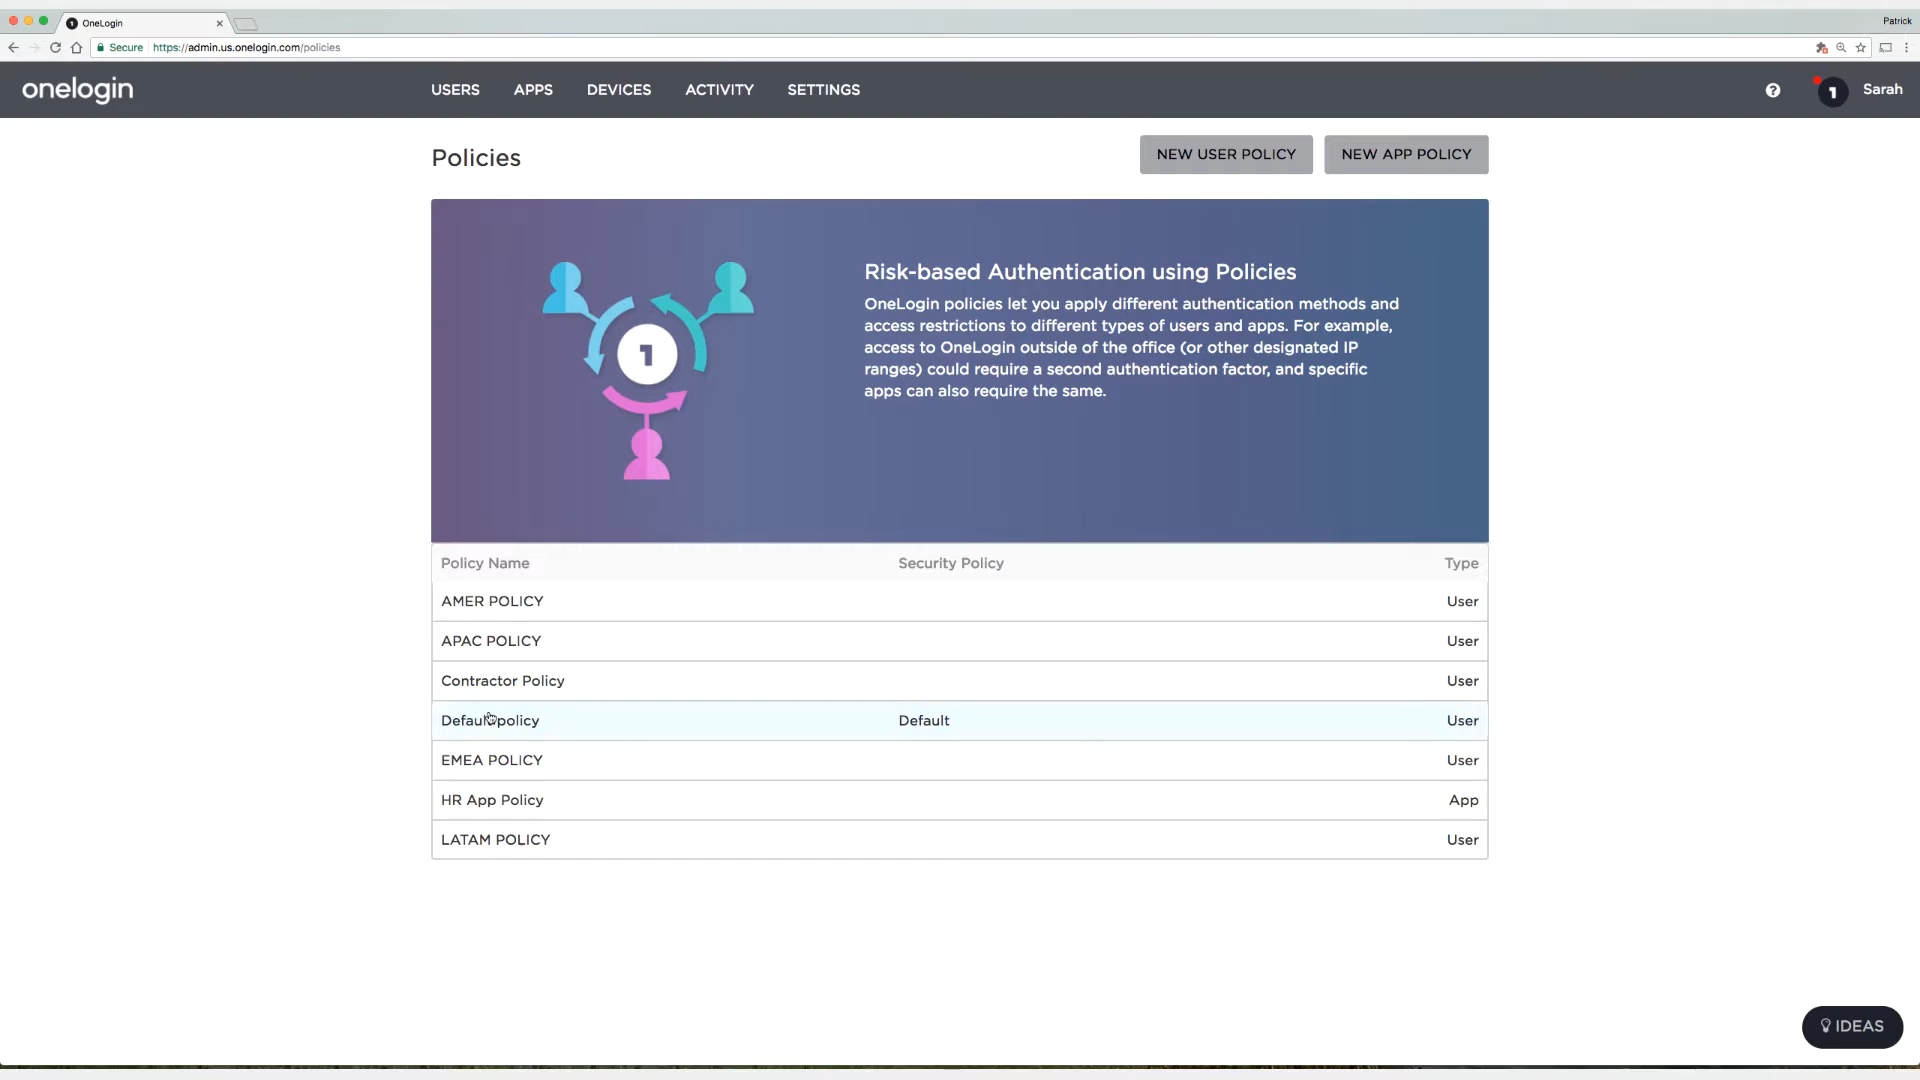 OneLogin
Patrick
Secure https://admin.us.onelogin.com/policies
onelogin USERS APPS DEVICES ACTIVITY SETTINGS ? 1 Sarah
Policies NEW USER POLICY NEW APP POLICY
Risk-based Authentication using Policies
OneLogin policies let you apply different authentication methods and
access restrictions to different types of users and apps. For example,
access to OneLogin outside of the office (or other designated IP
ranges) could require a second authentication factor, and specific
apps can also require the same.
1
Policy Name Security Policy Type
AMER POLICY User
APAC POLICY User
Contractor Policy User
Default policy Default User
EMEA POLICY User
HR App Policy App
LATAM POLICY User
IDEAS